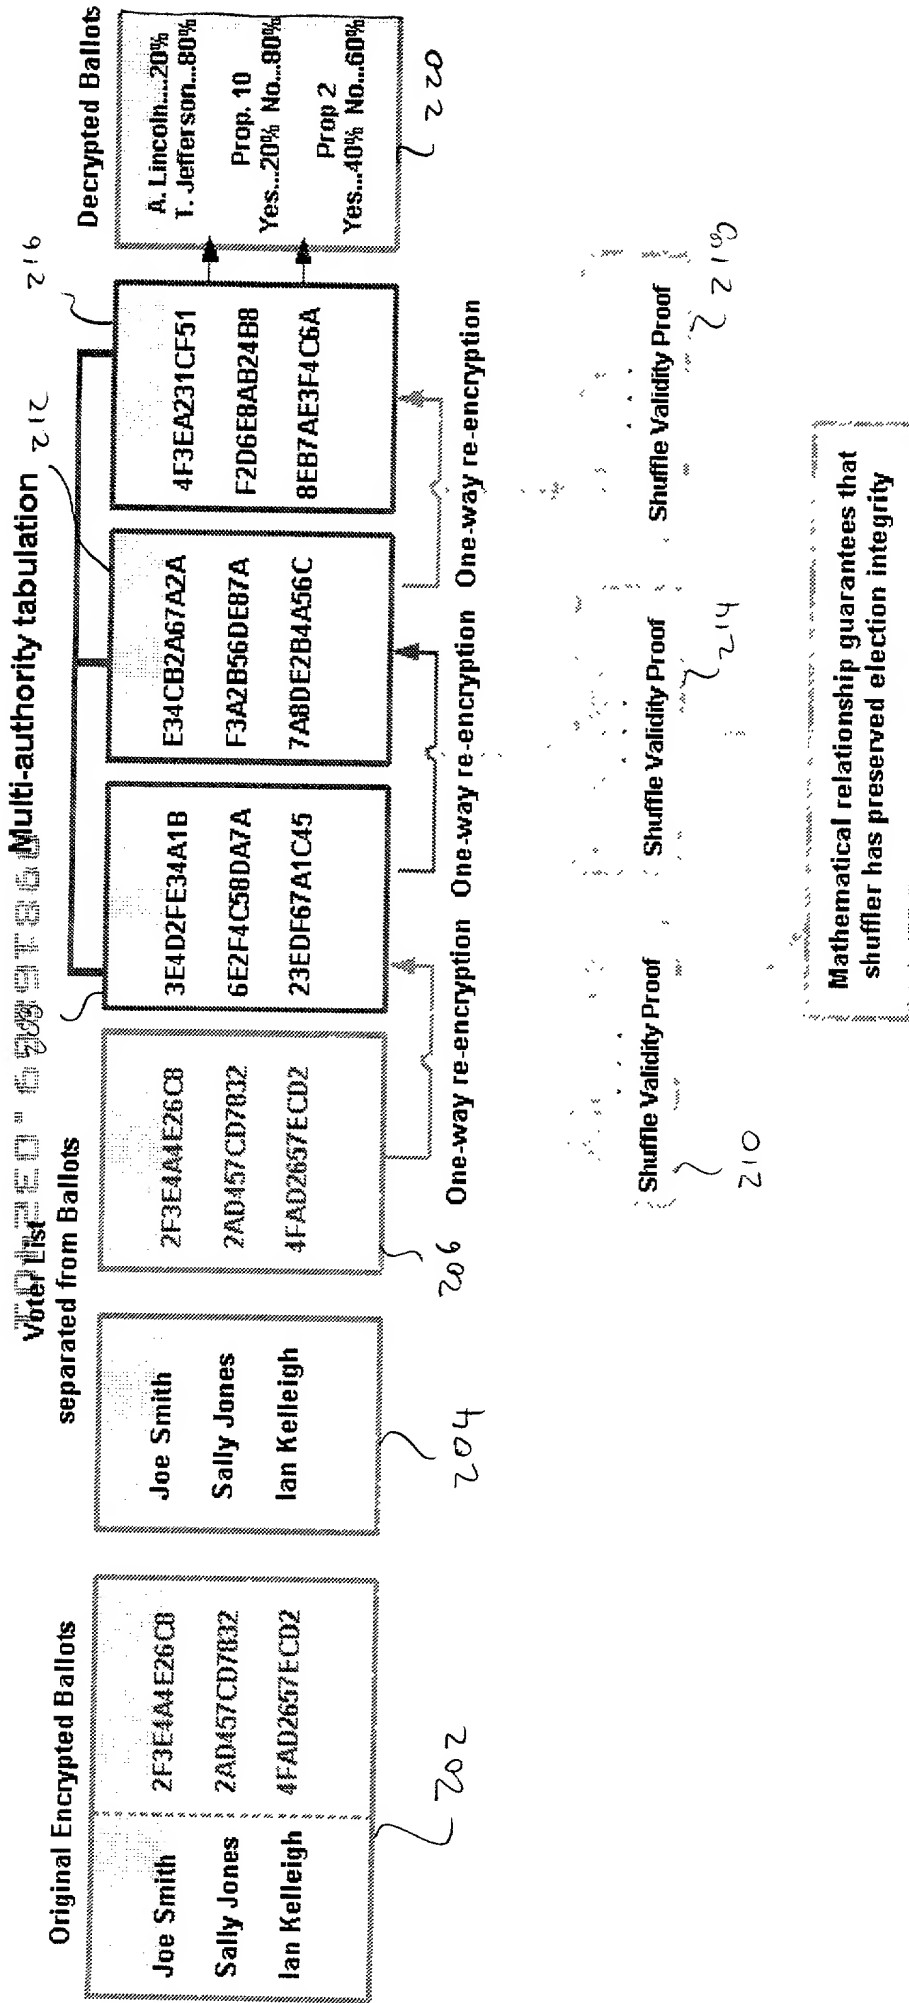 Original Encrypted Ballots
Joe Smith 2F3E4A4E26C8
Sally Jones 2AD457CD7832
Ian Kelleigh 4FAD2657ECD2
202
Voter List
separated from Ballots
Joe Smith
Sally Jones
Ian Kelleigh
204
2F3E4A4E26C8
2AD457CD7832
4FAD2657ECD2
206
Multi-authority tabulation
208
3E4D2FE34A1B
6E2F4C58DA7A
23EDF67A1C45
212
E34CB2A67A2A
F3A2B56DE87A
7A8DE2B4A56C
216
4F3EA231CF51
F2D6E8AB24B8
8EB7AE3F4C6A
One-way re-encryption
One-way re-encryption
One-way re-encryption
Decrypted Ballots
A. Lincoln....20%
T. Jefferson...80%
Prop. 10
Yes...20% No...80%
Prop 2
Yes...40% No...60%
220
Shuffle Validity Proof
210
Shuffle Validity Proof
214
Shuffle Validity Proof
218
Mathematical relationship guarantees that
shuffler has preserved election integrity